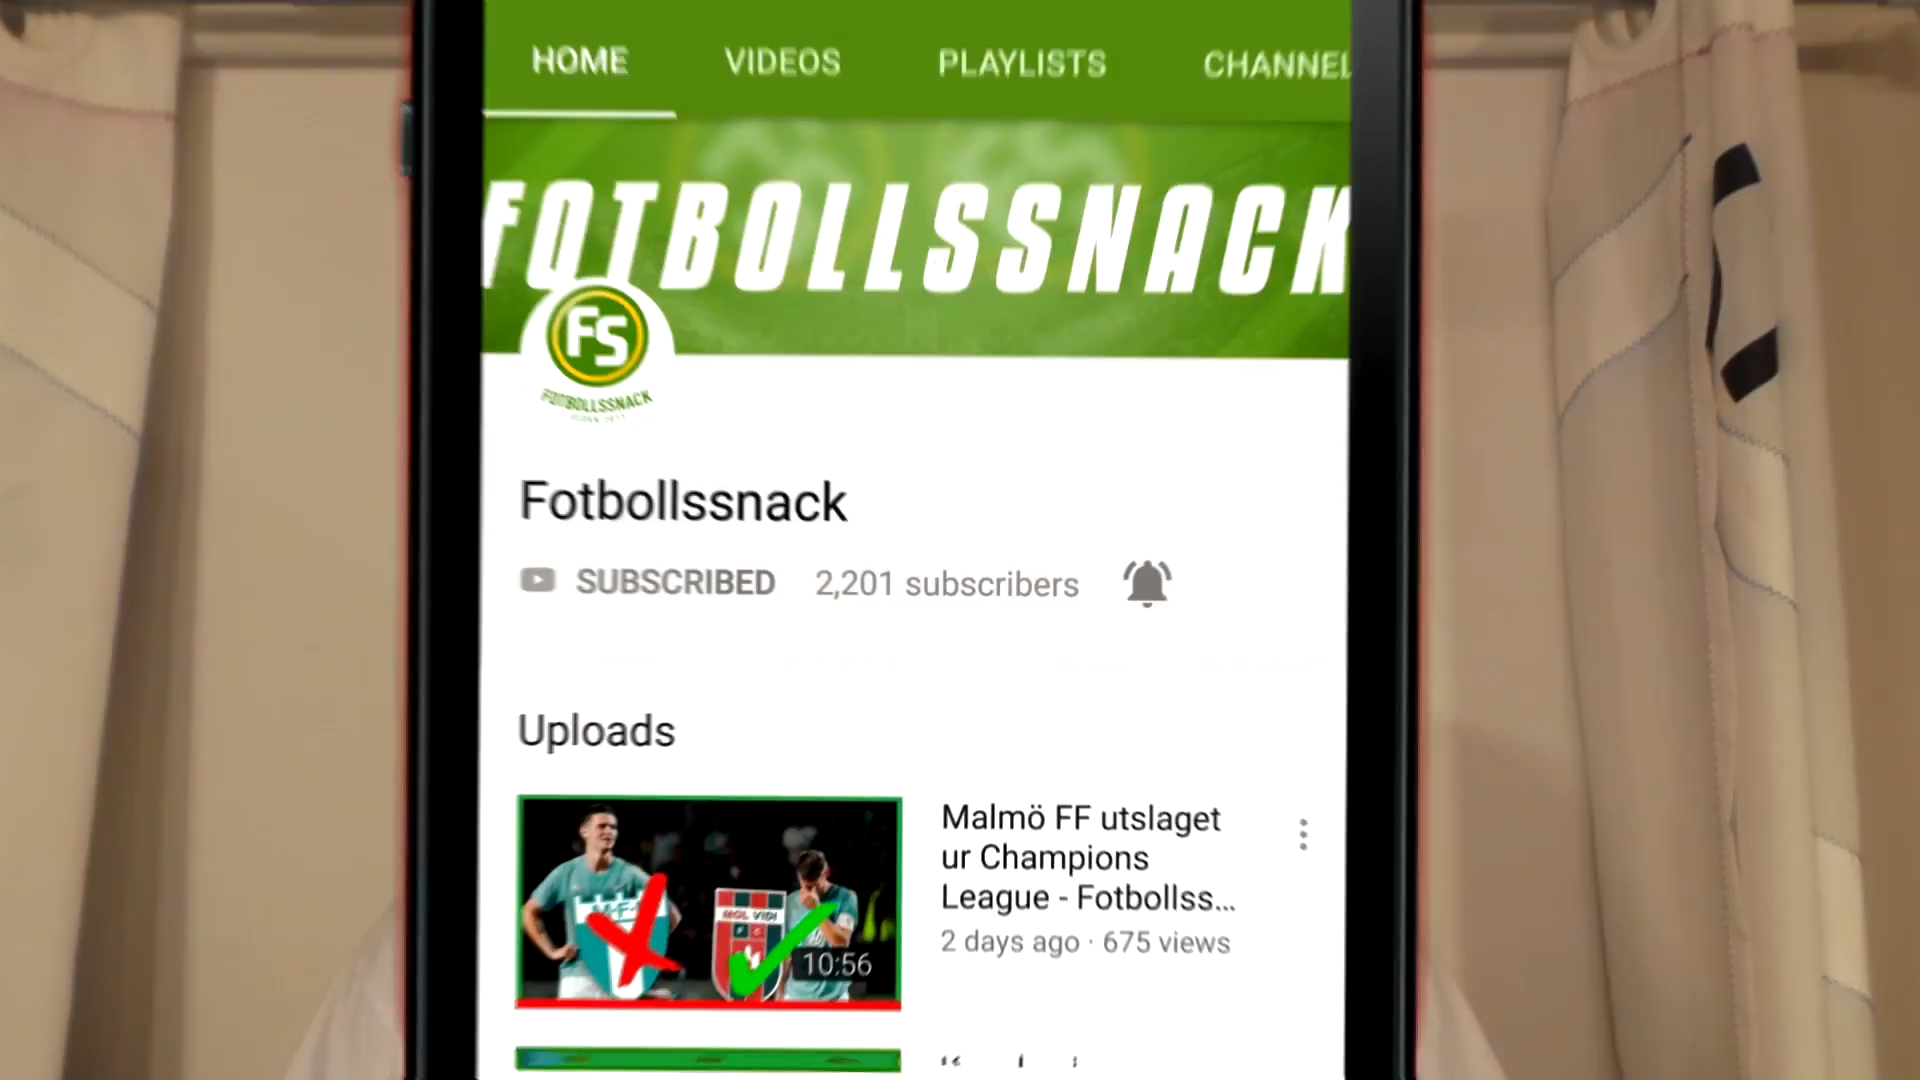 HOME VIDEOS PLAYLISTS CHANNEL
FOTBOLLSSNACK
FS
FOTBOLLSSNACK
Fotbollssnack
SUBSCRIBED 2,201 subscribers
Uploads
Malmö FF utslaget
ur Champions
League - Fotbollss...
2 days ago · 675 views
MFF
MOL VIDI
10:56